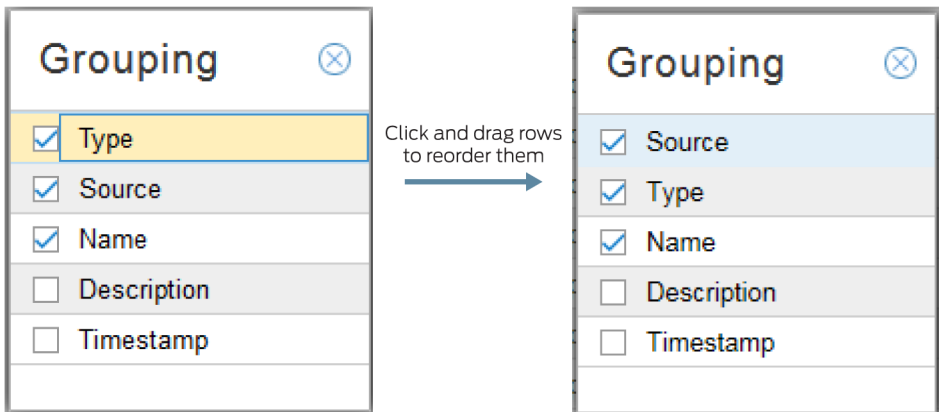 Grouping
Type
Source
Name
Description
Timestamp
Click and drag rows
to reorder them
Grouping
Source
Type
Name
Description
Timestamp